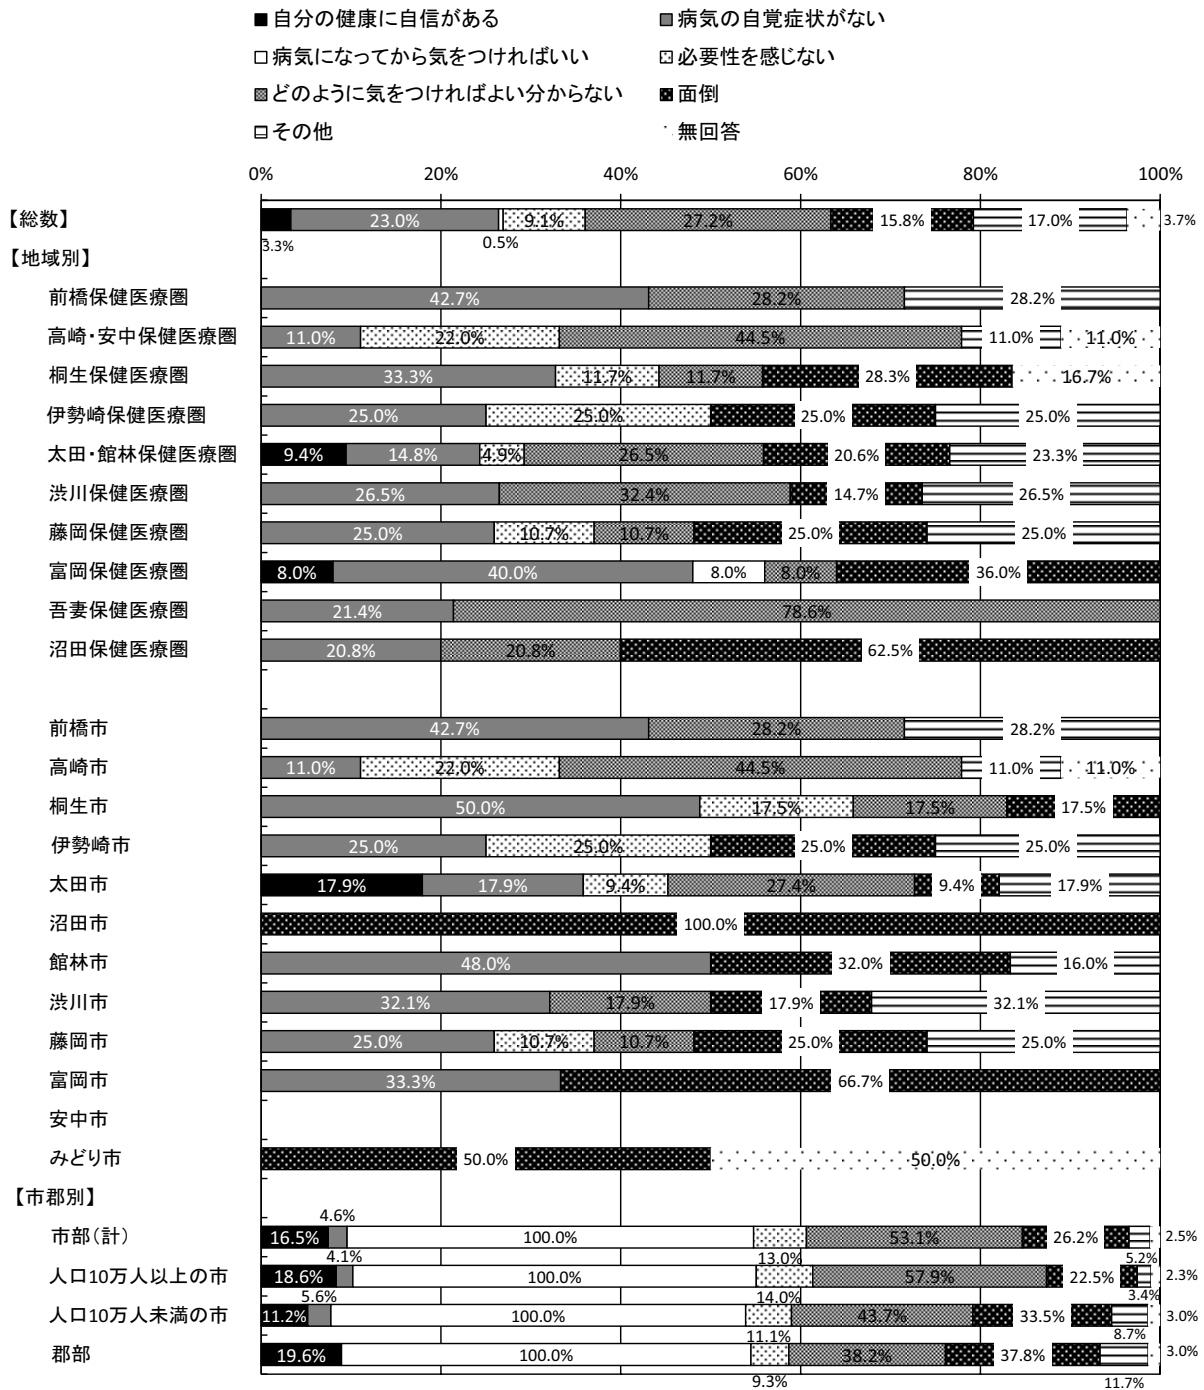 ■自分の健康に自信がある ■病気の自覚症状がない
□病気になってから気をつければいい 必要性を感じない
どのように気をつければよい分からない 面倒
その他 無回答
0% 20% 40% 60% 80% 100%
【総数】 23.0% 9.1% 27.2% 15.8% 17.0% 3.7%
3.3% 0.5%
【地域別】
前橋保健医療圏 42.7% 28.2% 28.2%
高崎・安中保健医療圏 11.0% 22.0% 44.5% 11.0% 11.0%
桐生保健医療圏 33.3% 11.7% 11.7% 28.3% 16.7%
伊勢崎保健医療圏 25.0% 25.0% 25.0% 25.0%
太田・館林保健医療圏 9.4% 14.8% 4.9% 26.5% 20.6% 23.3%
渋川保健医療圏 26.5% 32.4% 14.7% 26.5%
藤岡保健医療圏 25.0% 10.7% 10.7% 25.0% 25.0%
富岡保健医療圏 8.0% 40.0% 8.0% 8.0% 36.0%
吾妻保健医療圏 21.4% 78.6%
沼田保健医療圏 20.8% 20.8% 62.5%
前橋市 42.7% 28.2% 28.2%
高崎市 11.0% 22.0% 44.5% 11.0% 11.0%
桐生市 50.0% 17.5% 17.5% 17.5%
伊勢崎市 25.0% 25.0% 25.0% 25.0%
太田市 17.9% 17.9% 9.4% 27.4% 9.4% 17.9%
沼田市 100.0%
館林市 48.0% 32.0% 16.0%
渋川市 32.1% 17.9% 17.9% 32.1%
藤岡市 25.0% 10.7% 10.7% 25.0% 25.0%
富岡市 33.3% 66.7%
安中市
みどり市 50.0% 50.0%
【市郡別】
4.6%
市部(計) 16.5% 100.0% 53.1% 26.2% 2.5%
4.1% 13.0% 5.2%
人口10万人以上の市 18.6% 100.0% 57.9% 22.5% 2.3%
5.6% 14.0% 3.4%
人口10万人未満の市 11.2% 100.0% 43.7% 33.5% 3.0%
11.1% 8.7%
郡部 19.6% 100.0% 38.2% 37.8% 3.0%
9.3% 11.7%